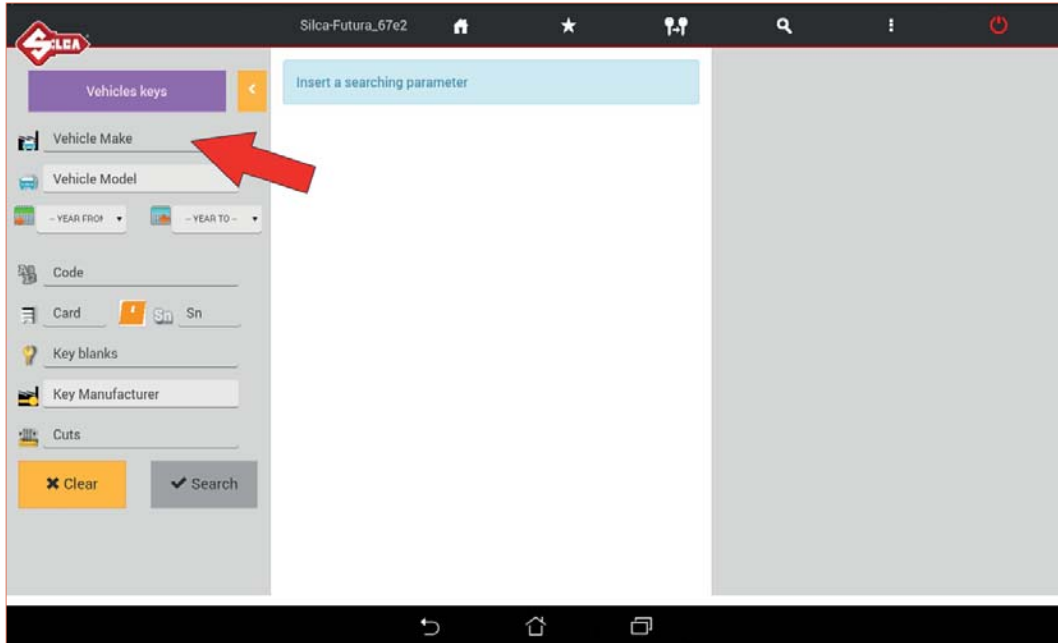 SILCA
Silca-Futura_67e2
Vehicles keys
Insert a searching parameter
Vehicle Make
Vehicle Model
-- YEAR FROM
-- YEAR TO --
Code
Card
Sn
Sn
Key blanks
Key Manufacturer
Cuts
✖ Clear
✔ Search